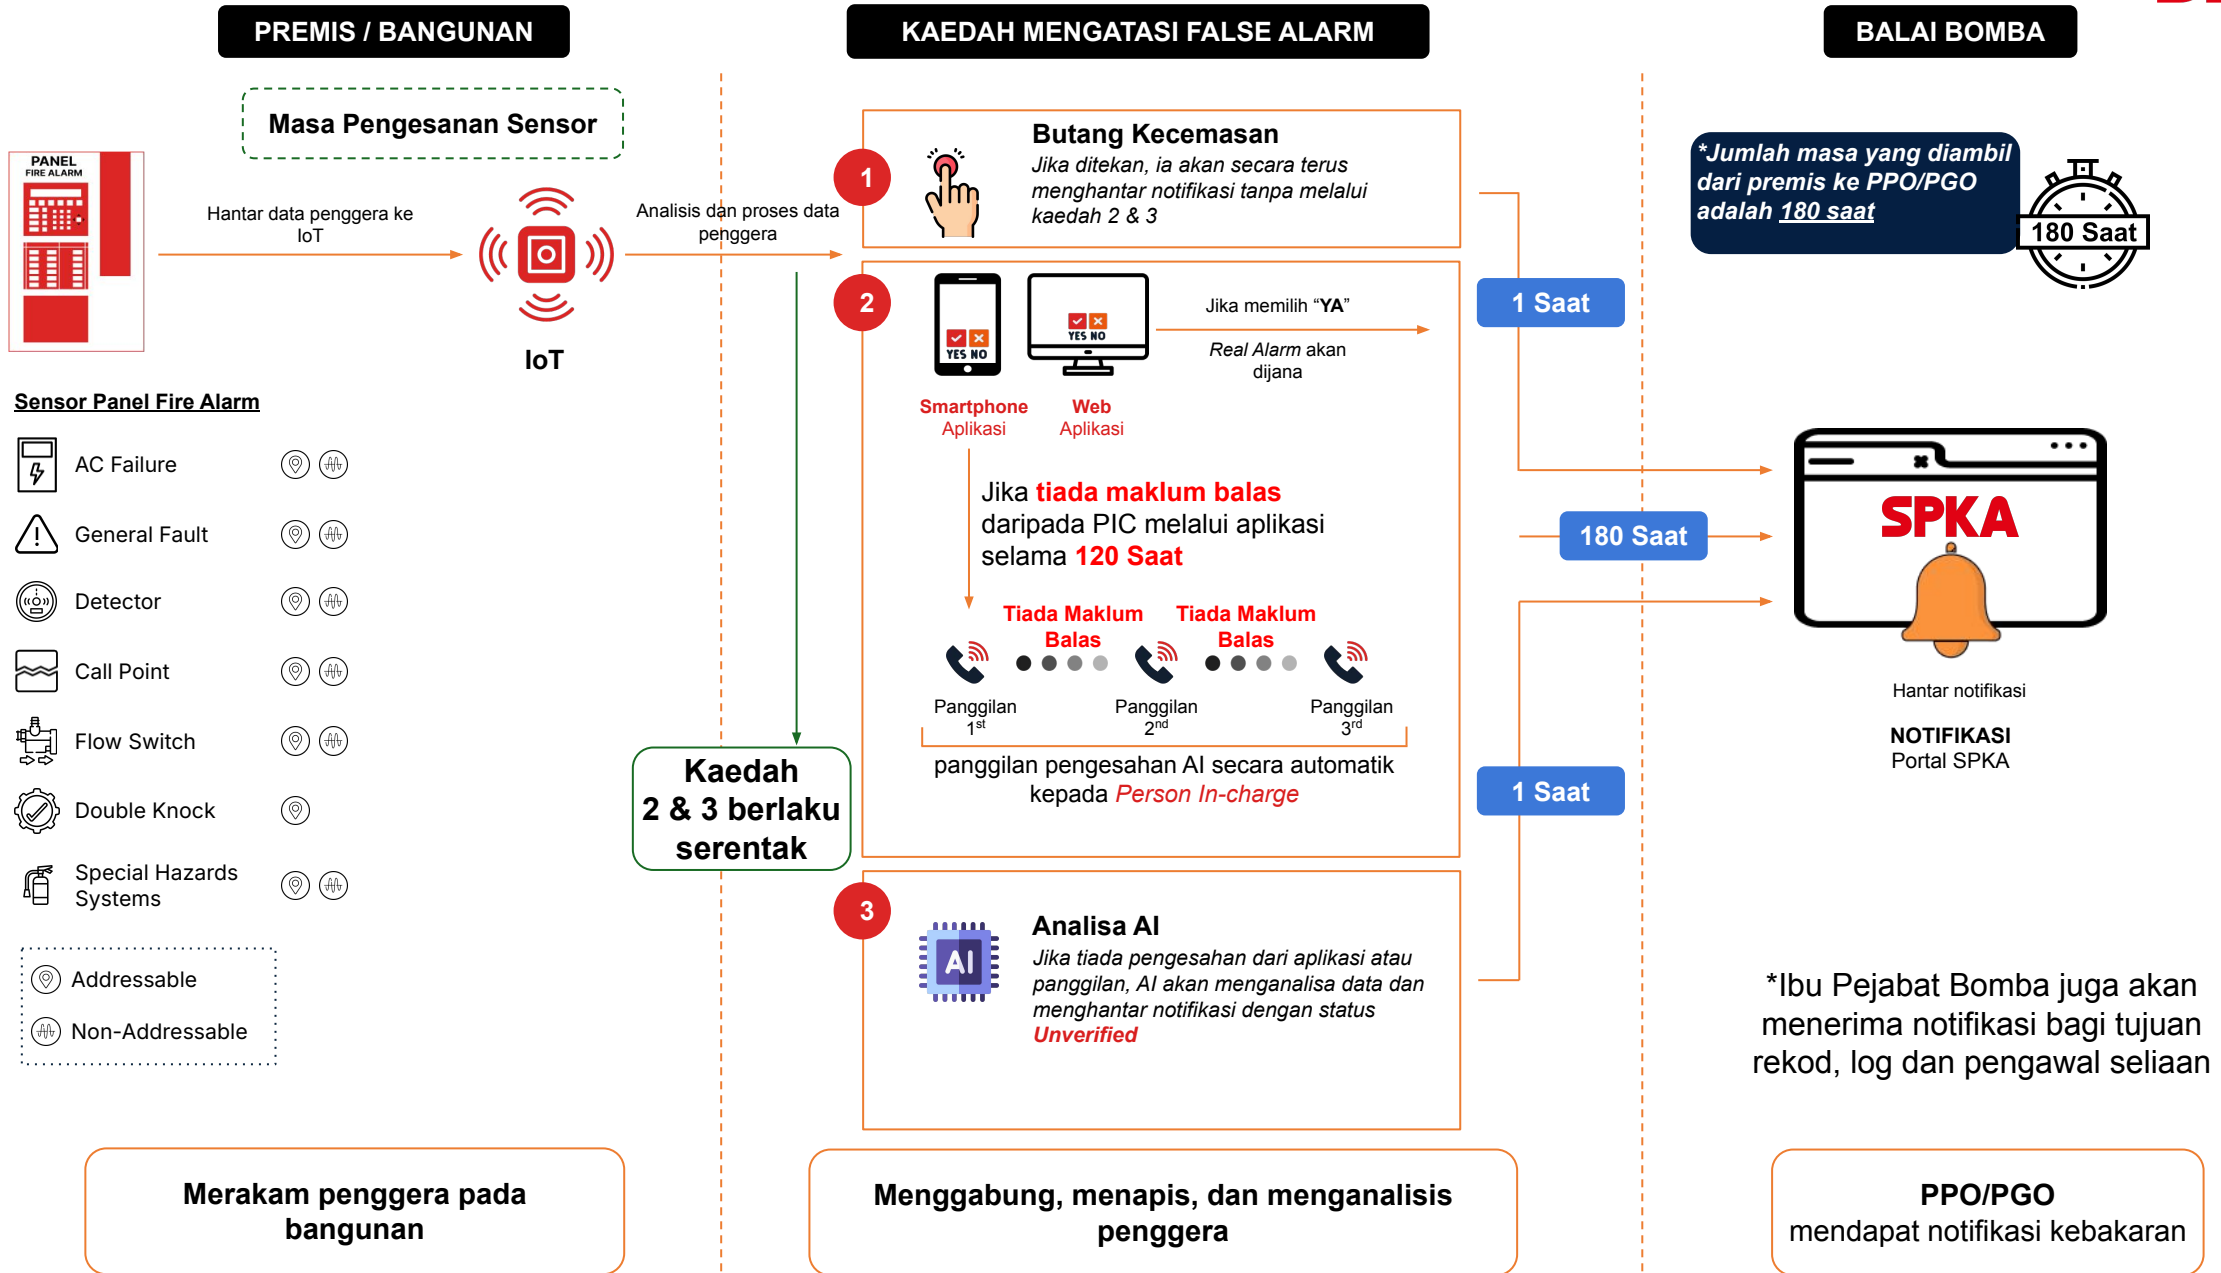 PREMIS / BANGUNAN
KAEDAH MENGATASI FALSE ALARM
BALAI BOMBA
Masa Pengesanan Sensor
PANEL
FIRE ALARM
Hantar data penggera ke
IoT
IoT
Analisis dan proses data
penggera
Sensor Panel Fire Alarm
AC Failure
General Fault
Detector
Call Point
Flow Switch
Double Knock
Special Hazards
Systems
Addressable
Non-Addressable
Kaedah
2 & 3 berlaku
serentak
1
Butang Kecemasan
Jika ditekan, ia akan secara terus
menghantar notifikasi tanpa melalui
kaedah 2 & 3
2
YES NO
YES NO
Jika memilih “YA”
Real Alarm akan
dijana
Smartphone
Aplikasi
Web
Aplikasi
Jika tiada maklum balas
daripada PIC melalui aplikasi
selama 120 Saat
Tiada Maklum
Balas
Tiada Maklum
Balas
Panggilan
1st
Panggilan
2nd
Panggilan
3rd
panggilan pengesahan AI secara automatik
kepada Person In-charge
3
AI
Analisa AI
Jika tiada pengesahan dari aplikasi atau
panggilan, AI akan menganalisa data dan
menghantar notifikasi dengan status
Unverified
1 Saat
180 Saat
1 Saat
*Jumlah masa yang diambil
dari premis ke PPO/PGO
adalah 180 saat
180 Saat
SPKA
Hantar notifikasi
NOTIFIKASI
Portal SPKA
*Ibu Pejabat Bomba juga akan
menerima notifikasi bagi tujuan
rekod, log dan pengawal seliaan
Merakam penggera pada
bangunan
Menggabung, menapis, dan menganalisis
penggera
PPO/PGO
mendapat notifikasi kebakaran